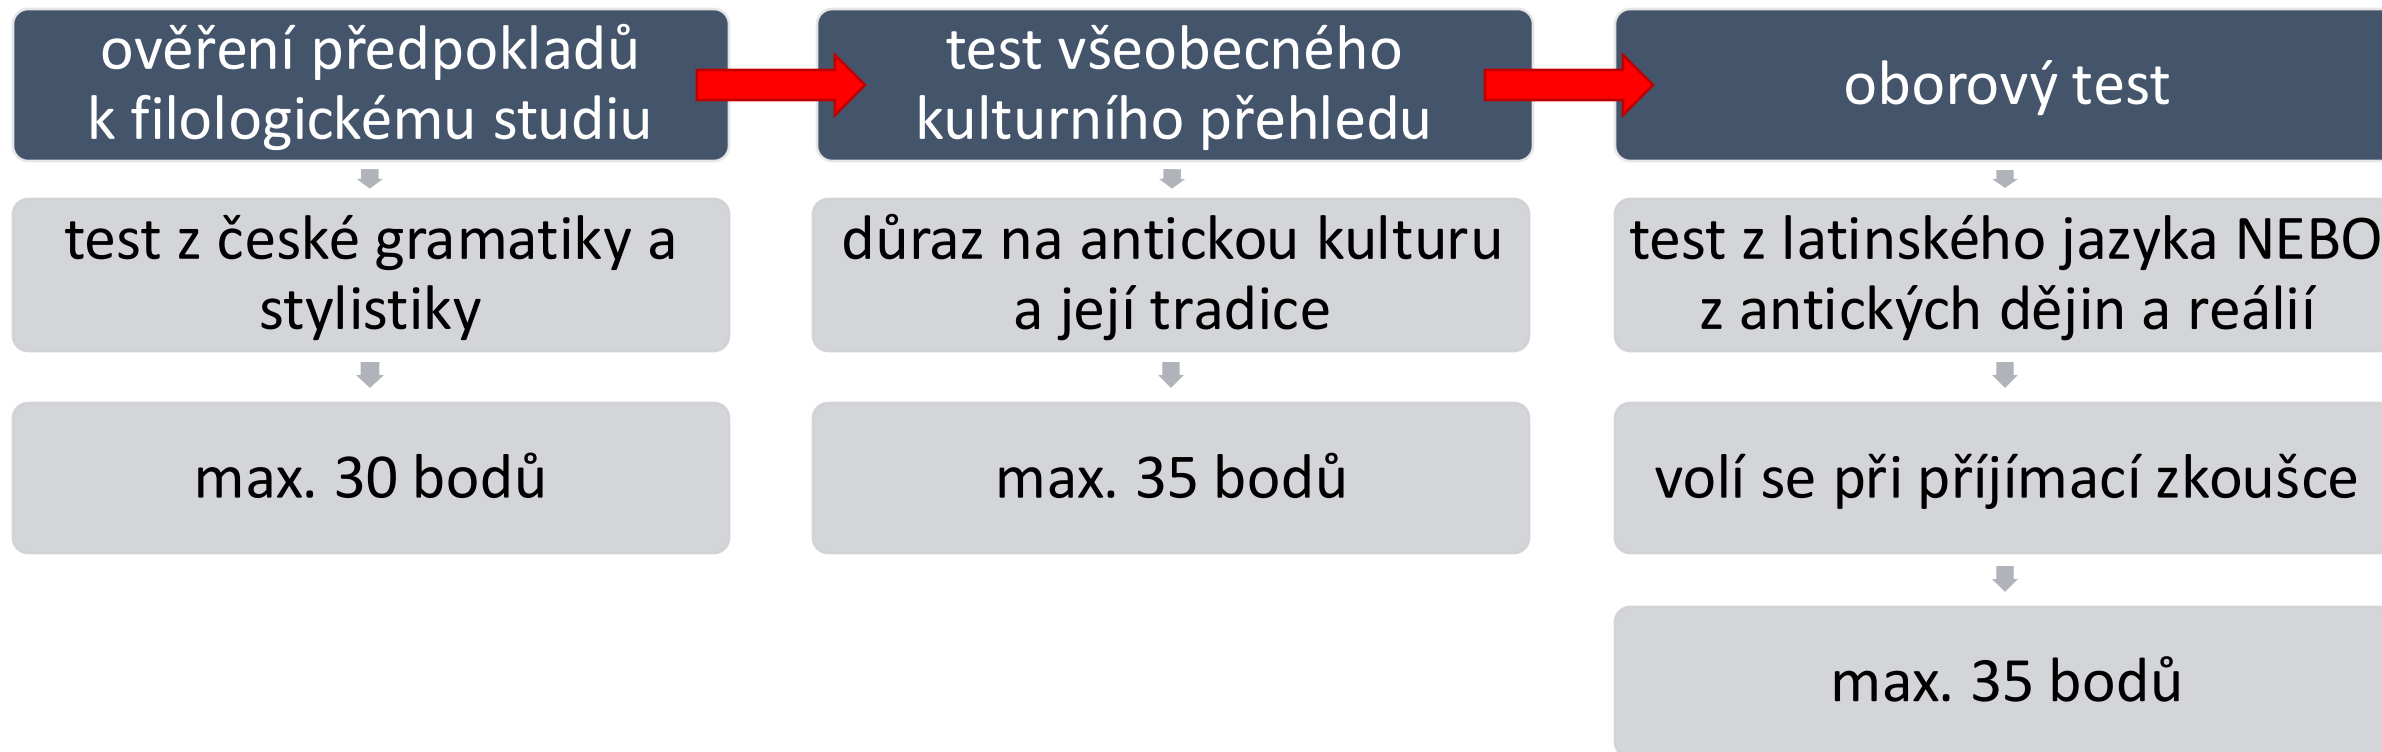 ověření předpokladů
k filologickému studiu
test z české gramatiky a
stylistiky
max. 30 bodů
test všeobecného
kulturního přehledu
důraz na antickou kulturu
a její tradice
max. 35 bodů
oborový test
test z latinského jazyka NEBO
z antických dějin a reálií
volí se při příjímací zkoušce
max. 35 bodů